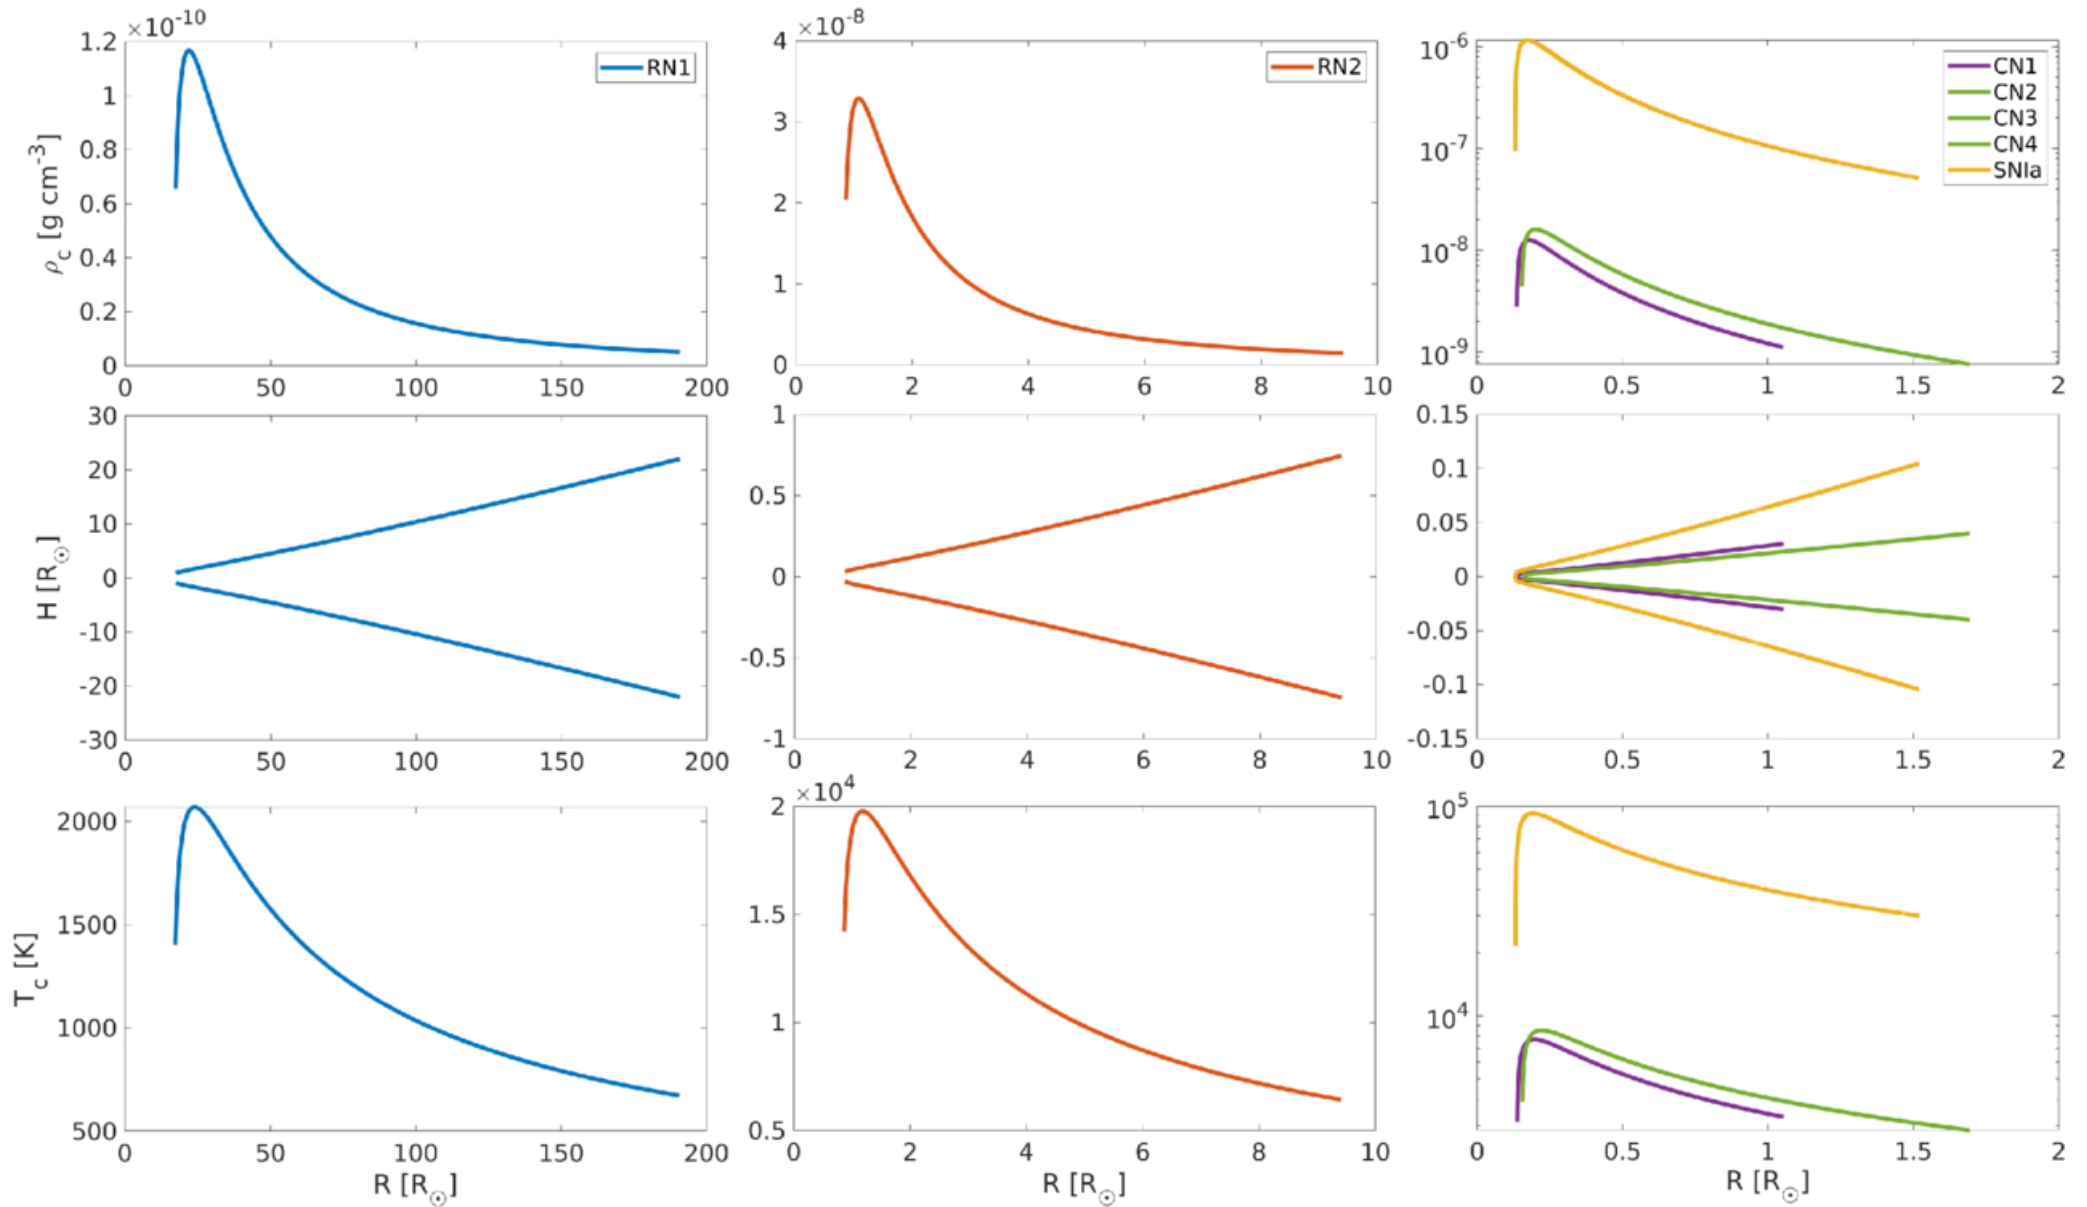 ×10⁻¹⁰
1.2
1
0.8
0.6
0.4
0.2
0
ρc [g cm⁻³]
RN1
0 50 100 150 200
×10⁻⁸
4
3
2
1
0
RN2
0 2 4 6 8 10
10⁻⁶
10⁻⁷
10⁻⁸
10⁻⁹
CN1
CN2
CN3
CN4
SNIa
0 0.5 1 1.5 2
30
20
10
0
-10
-20
-30
H [R☉]
0 50 100 150 200
1
0.5
0
-0.5
-1
0 2 4 6 8 10
0.15
0.1
0.05
0
-0.05
-0.1
-0.15
0 0.5 1 1.5 2
2000
1500
1000
500
Tc [K]
0 50 100 150 200
R [R☉]
×10⁴
2
1.5
1
0.5
0 2 4 6 8 10
R [R☉]
10⁵
10⁴
0 0.5 1 1.5 2
R [R☉]